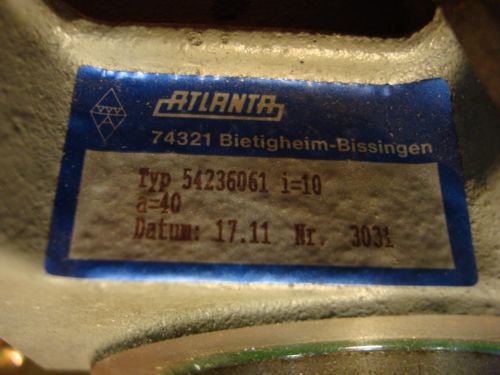 ATLANTA
74321 Bietigheim-Bissingen
Typ 54236061 i=10
a=40
Datum: 17.11 Nr. 3031